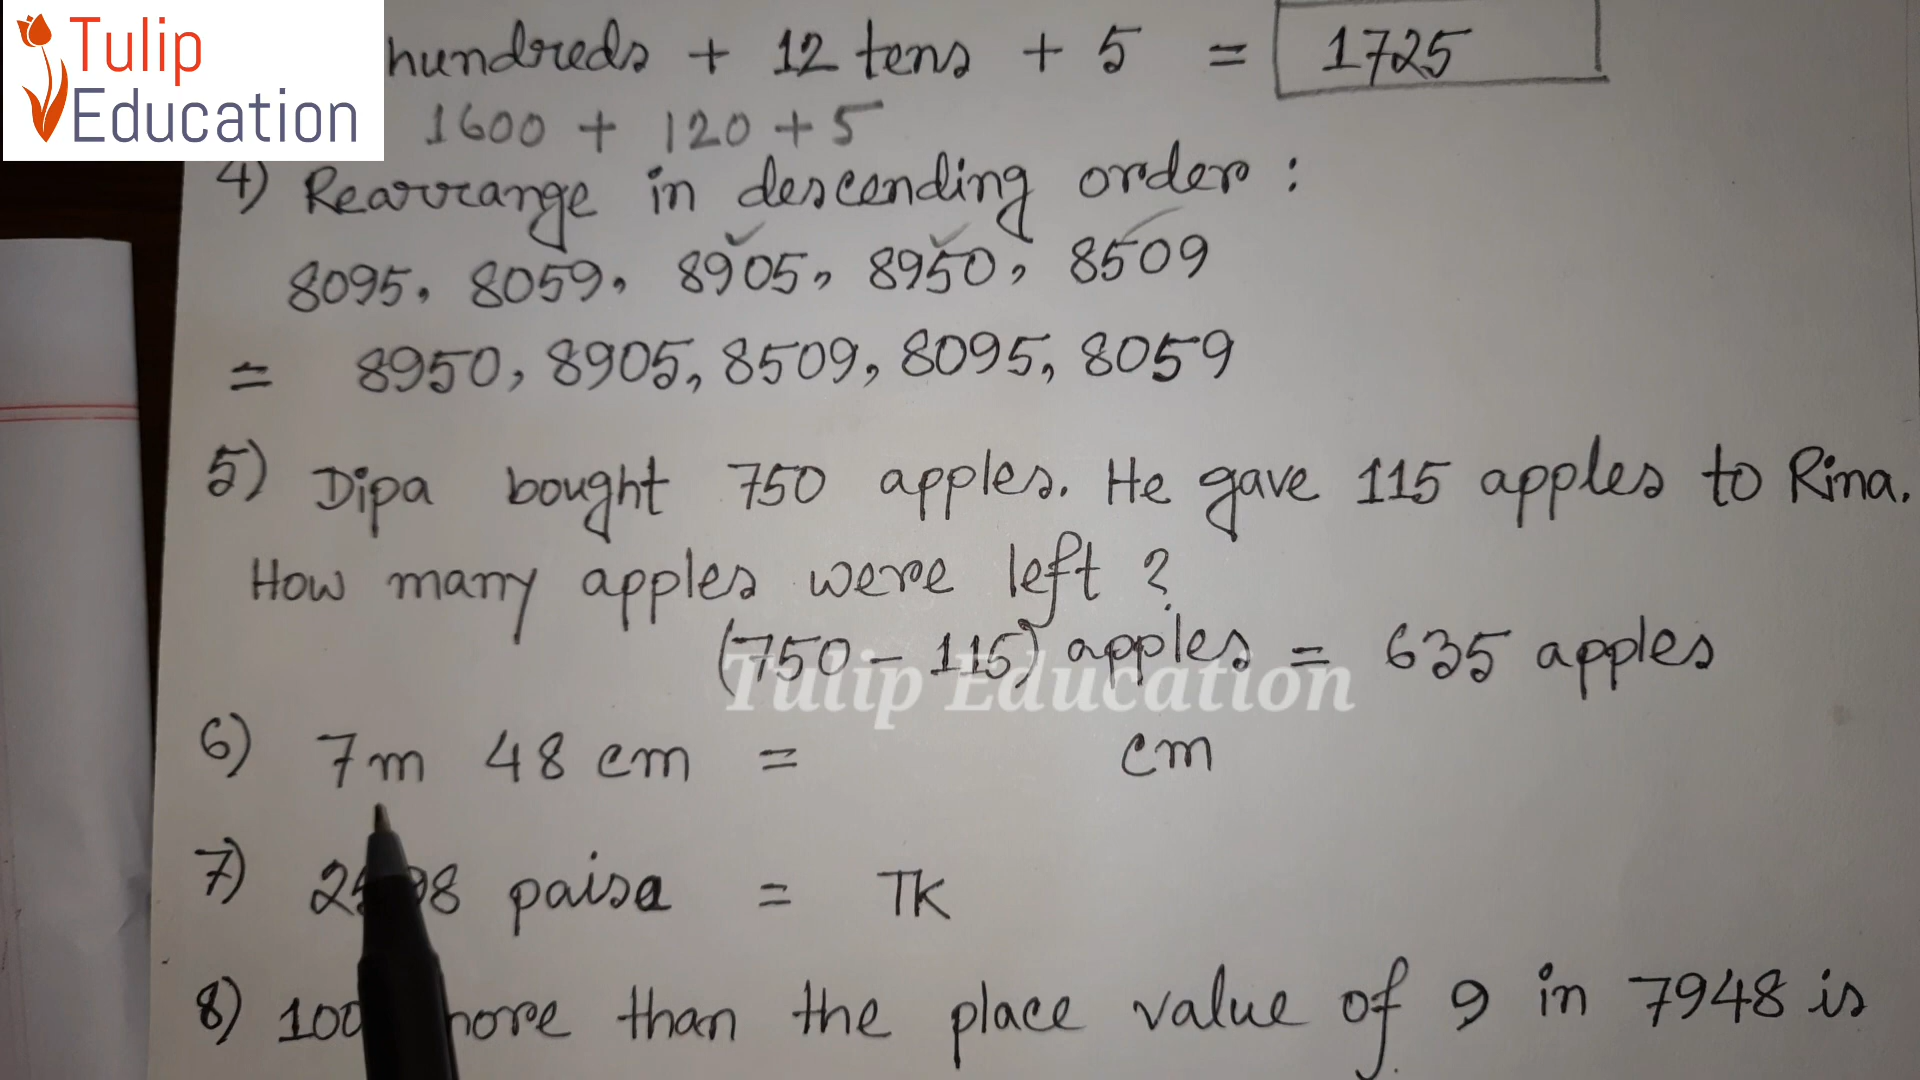 Tulip
Education
hundreds + 12 tens + 5 = 1725
1600 + 120 + 5
4) Rearrange in descending order :
8095, 8059, 8905, 8950, 8509
= 8950, 8905, 8509, 8095, 8059
5) Dipa bought 750 apples. He gave 115 apples to Rina.
How many apples were left ?
(750 - 115) apples = 635 apples
Tulip Education
6) 7m 48 cm = cm
7) paisa = TK
8) than the place value of 9 in 7948 is